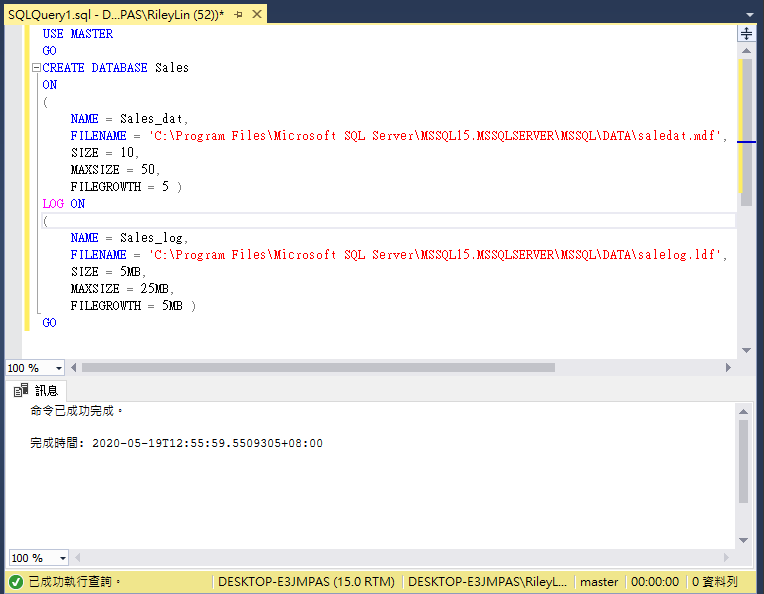 SQLQuery1.sql - D...PAS\RileyLin (52))*
USE MASTER
GO
CREATE DATABASE Sales
ON
(
NAME = Sales_dat,
FILENAME = 'C:\Program Files\Microsoft SQL Server\MSSQL15.MSSQLSERVER\MSSQL\DATA\saledat.mdf',
SIZE = 10,
MAXSIZE = 50,
FILEGROWTH = 5 )
LOG ON
(
NAME = Sales_log,
FILENAME = 'C:\Program Files\Microsoft SQL Server\MSSQL15.MSSQLSERVER\MSSQL\DATA\salelog.ldf',
SIZE = 5MB,
MAXSIZE = 25MB,
FILEGROWTH = 5MB )
GO
100 %
訊息
命令已成功完成。
完成時間: 2020-05-19T12:55:59.5509305+08:00
100 %
已成功執行查詢。 DESKTOP-E3JMPAS (15.0 RTM) DESKTOP-E3JMPAS\RileyL... master 00:00:00 0 資料列